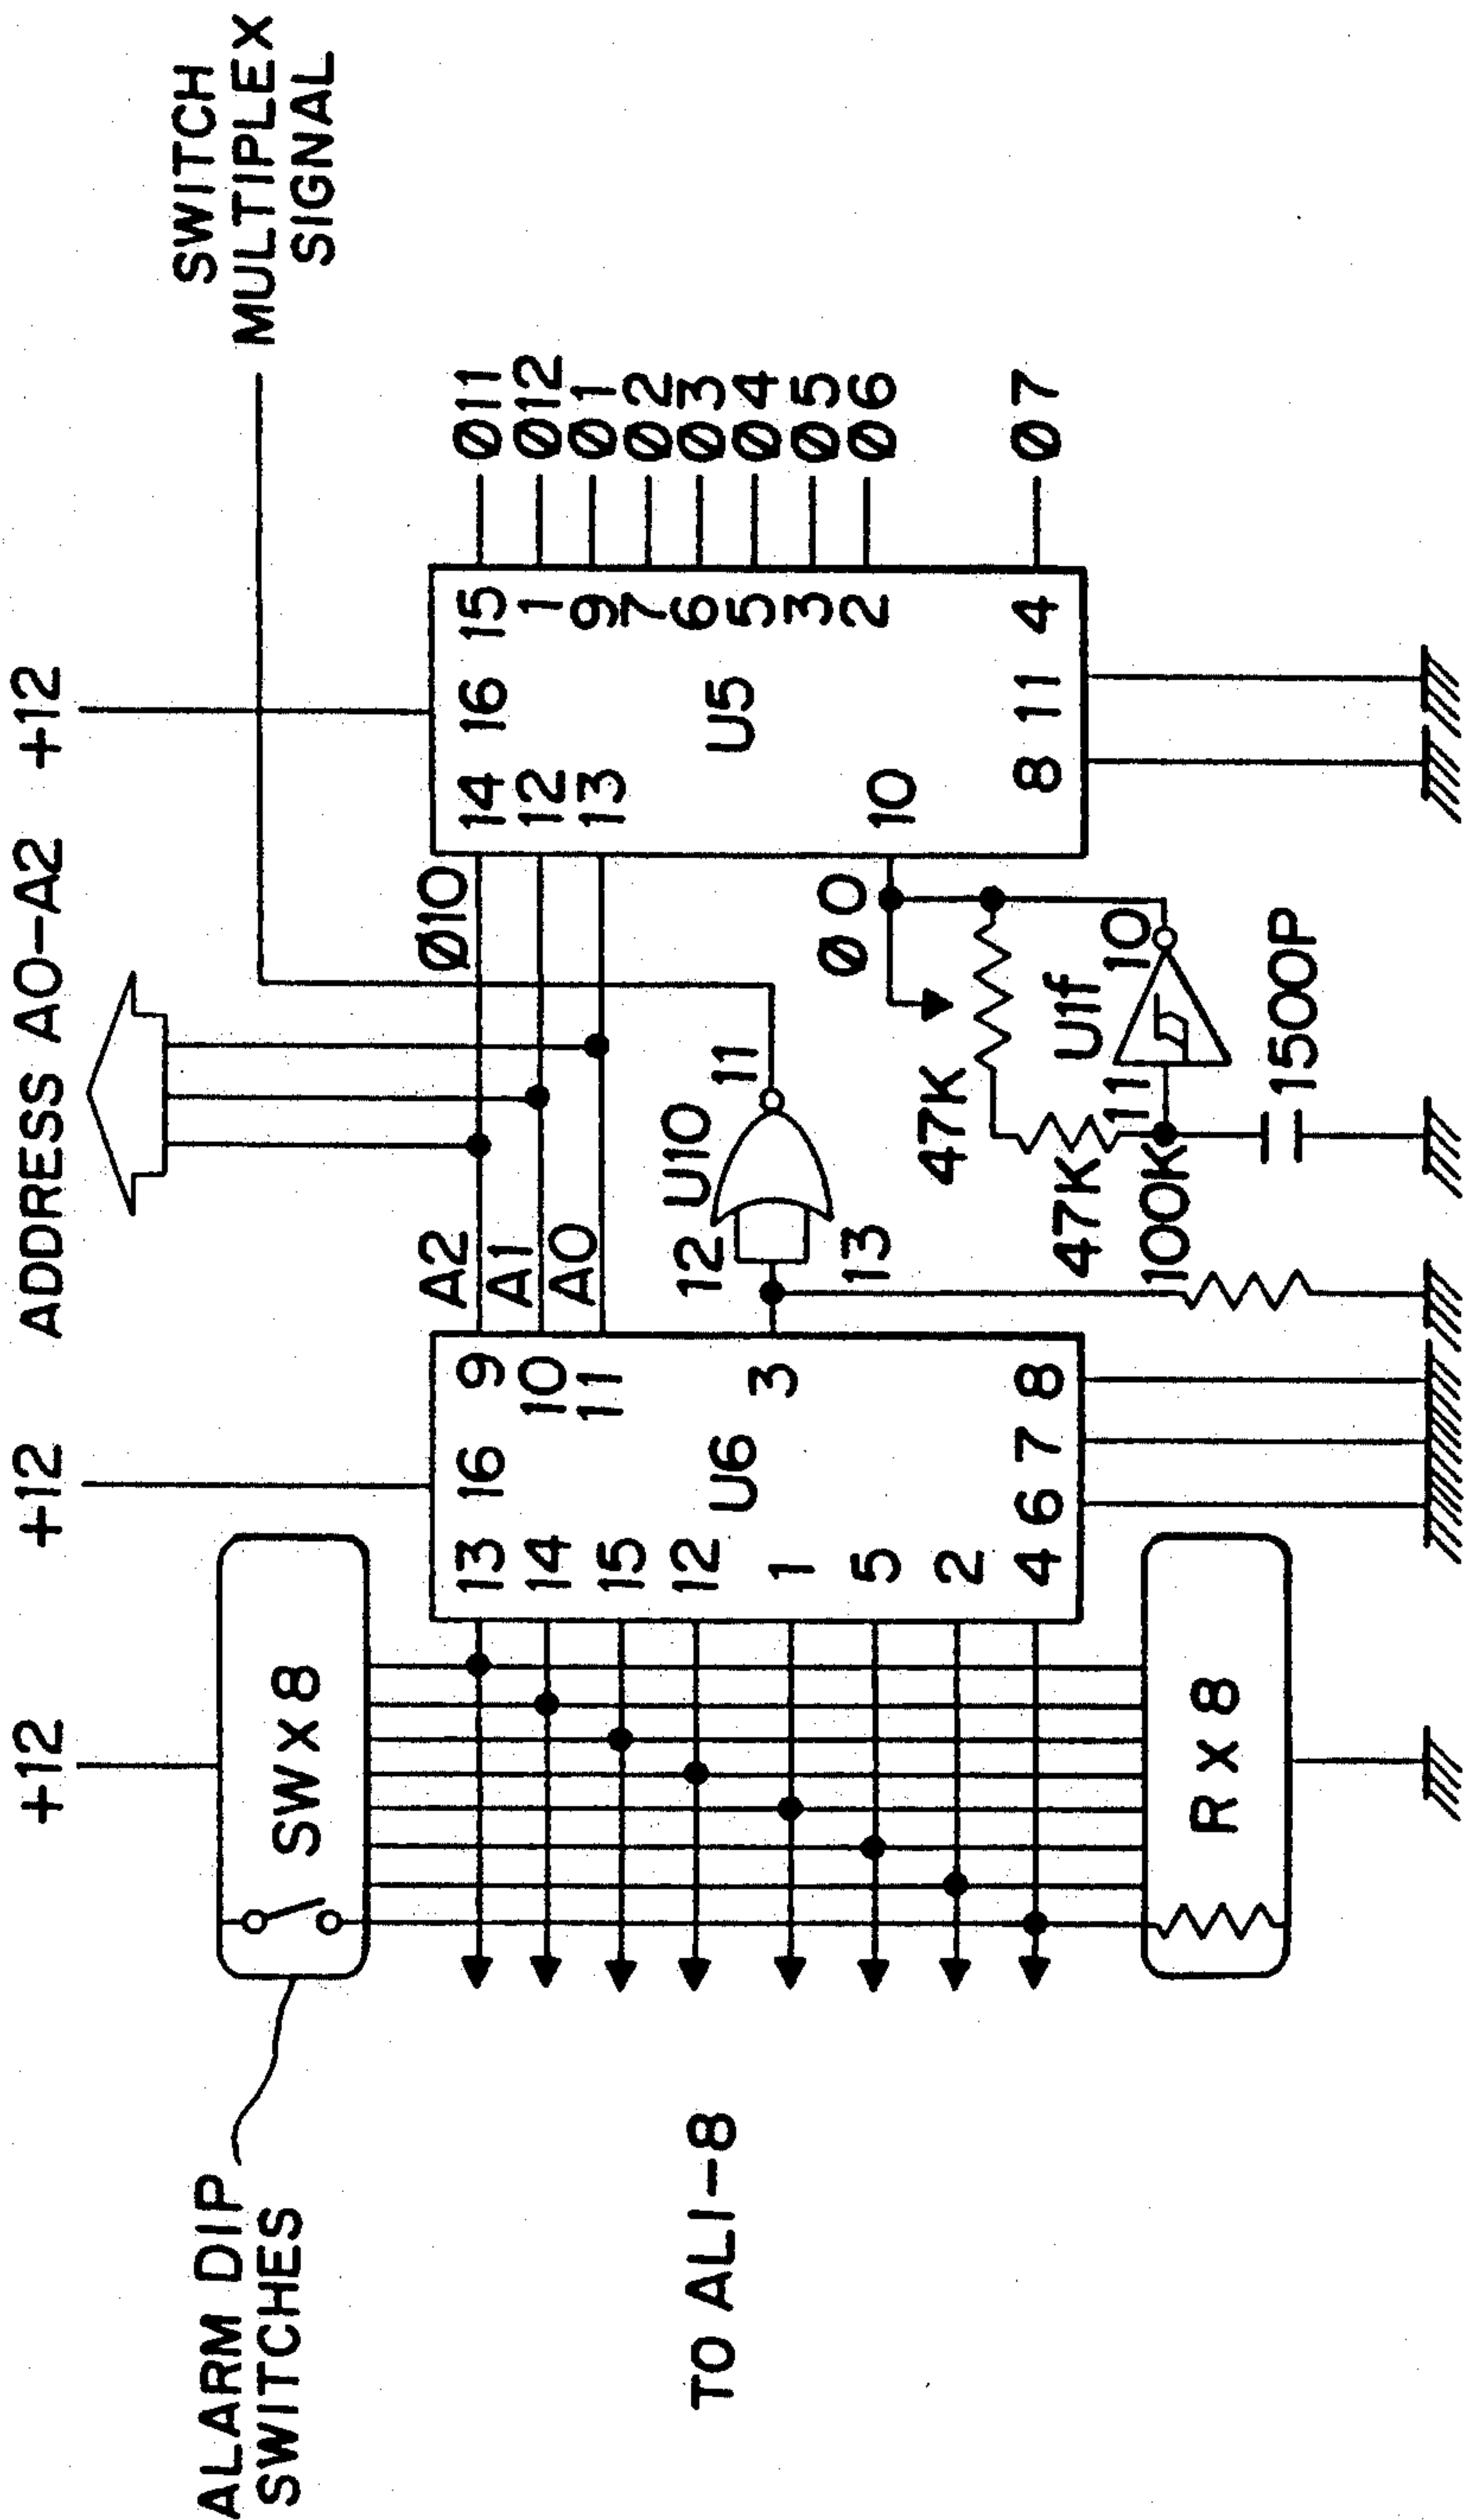 +12
+12
ADDRESS A0-A2
+12
SWITCH
MULTIPLEX
SIGNAL
ALARM DIP
SWITCHES
SW X 8
TO ALI-8
13
14
15
12
1
5
2
4
16
U6
9
10
11
3
6
7
8
A2
A1
A0
Ø10
12
13
U10
11
Ø 0
47K
47K
100K
11
U1f
10
1500P
14
12
13
10
16
U5
15
1
9
7
6
5
3
2
4
8
11
Ø11
Ø12
Ø1
Ø2
Ø3
Ø4
Ø5
Ø6
Ø7
R X 8